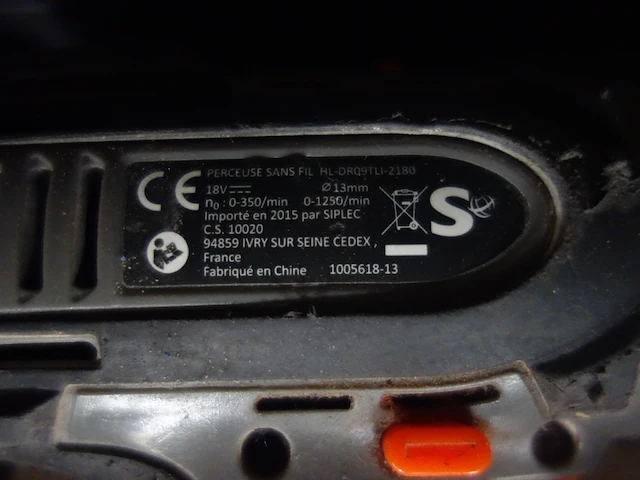 CE PERCEUSE SANS FIL HL-DRQ9TLI-2180
18V Ø13mm
n₀ : 0-350/min 0-1250/min
Importé en 2015 par SIPLEC
C.S. 10020
94859 IVRY SUR SEINE CEDEX ,
France
Fabriqué en Chine 1005618-13
S